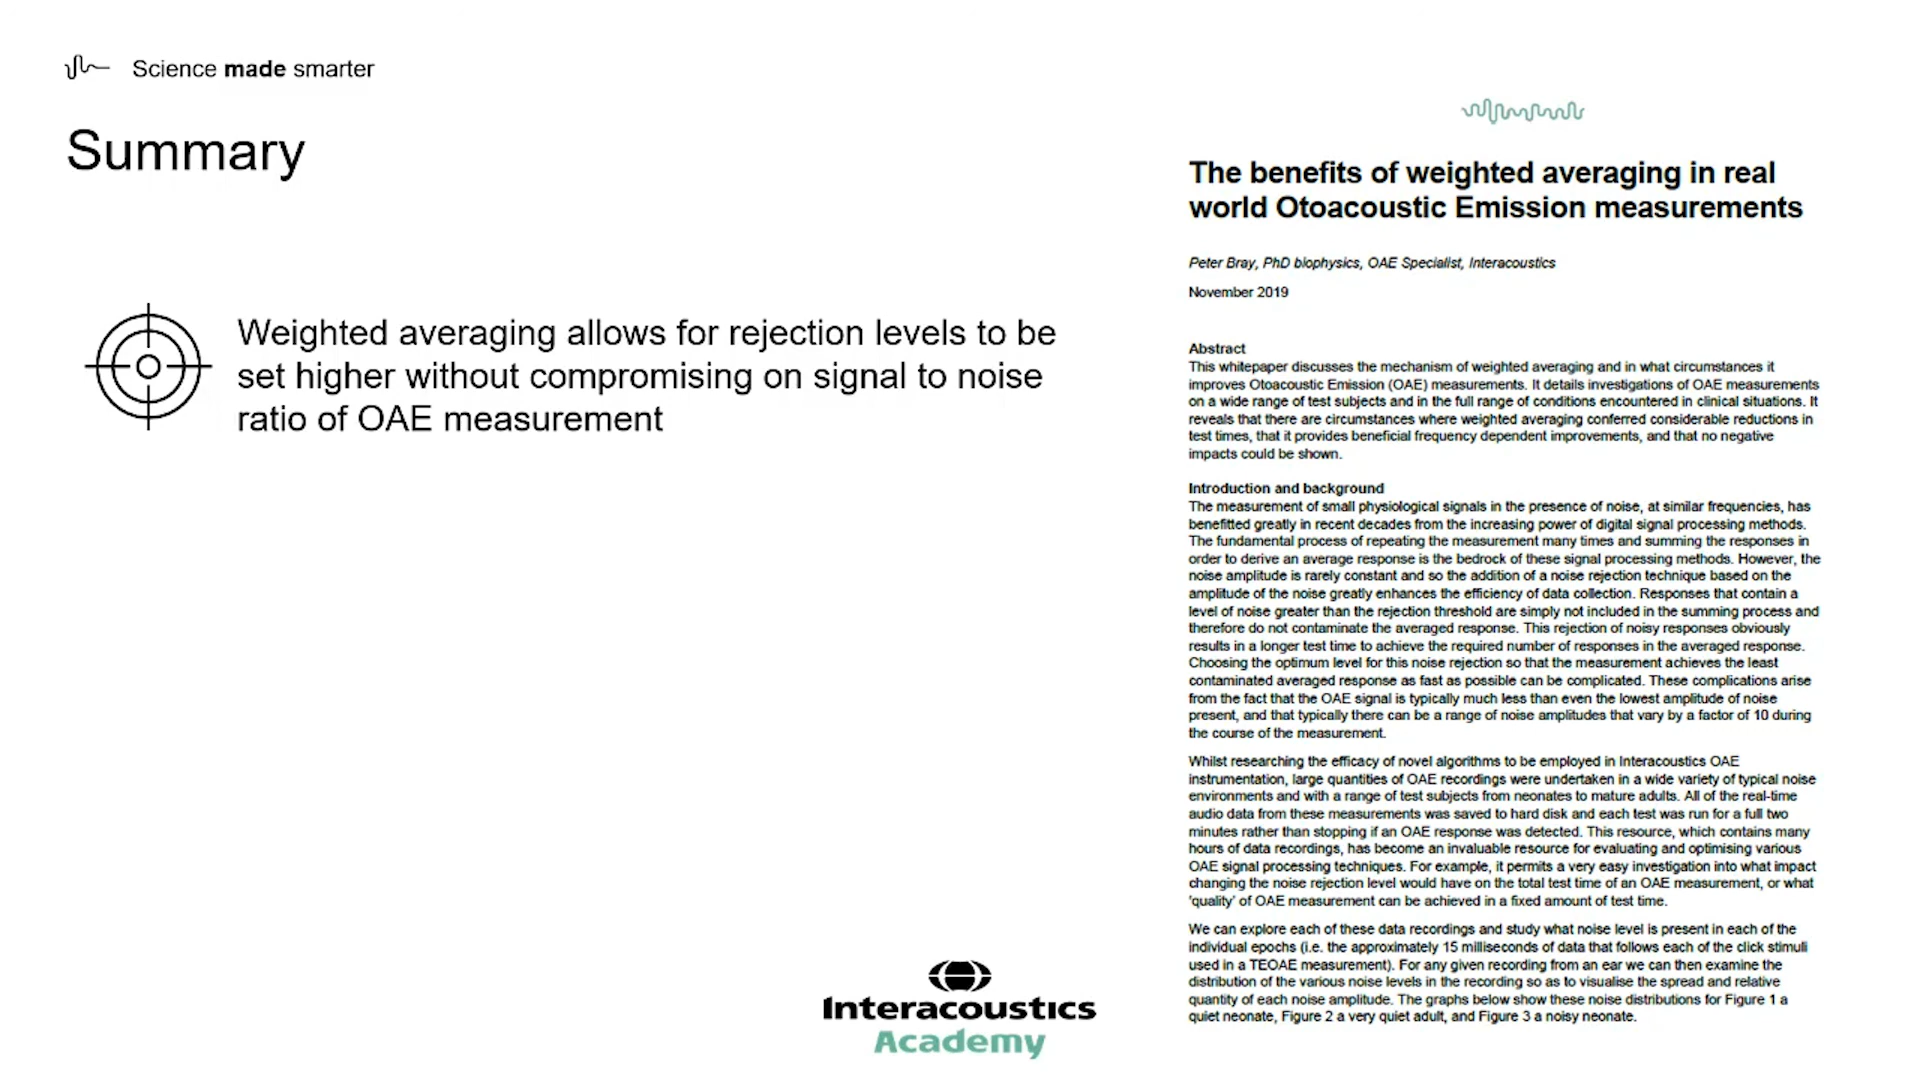 Science made smarter
Summary
Weighted averaging allows for rejection levels to be
set higher without compromising on signal to noise
ratio of OAE measurement
Interacoustics
Academy
The benefits of weighted averaging in real
world Otoacoustic Emission measurements
Peter Bray, PhD biophysics, OAE Specialist, Interacoustics
November 2019
Abstract
This whitepaper discusses the mechanism of weighted averaging and in what circumstances it
improves Otoacoustic Emission (OAE) measurements. It details investigations of OAE measurements
on a wide range of test subjects and in the full range of conditions encountered in clinical situations. It
reveals that there are circumstances where weighted averaging conferred considerable reductions in
test times, that it provides beneficial frequency dependent improvements, and that no negative
impacts could be shown.
Introduction and background
The measurement of small physiological signals in the presence of noise, at similar frequencies, has
benefitted greatly in recent decades from the increasing power of digital signal processing methods.
The fundamental process of repeating the measurement many times and summing the responses in
order to derive an average response is the bedrock of these signal processing methods. However, the
noise amplitude is rarely constant and so the addition of a noise rejection technique based on the
amplitude of the noise greatly enhances the efficiency of data collection. Responses that contain a
level of noise greater than the rejection threshold are simply not included in the summing process and
therefore do not contaminate the averaged response. This rejection of noisy responses obviously
results in a longer test time to achieve the required number of responses in the averaged response.
Choosing the optimum level for this noise rejection so that the measurement achieves the least
contaminated averaged response as fast as possible can be complicated. These complications arise
from the fact that the OAE signal is typically much less than even the lowest amplitude of noise
present, and that typically there can be a range of noise amplitudes that vary by a factor of 10 during
the course of the measurement.
Whilst researching the efficacy of novel algorithms to be employed in Interacoustics OAE
instrumentation, large quantities of OAE recordings were undertaken in a wide variety of typical noise
environments and with a range of test subjects from neonates to mature adults. All of the real-time
audio data from these measurements was saved to hard disk and each test was run for a full two
minutes rather than stopping if an OAE response was detected. This resource, which contains many
hours of data recordings, has become an invaluable resource for evaluating and optimising various
OAE signal processing techniques. For example, it permits a very easy investigation into what impact
changing the noise rejection level would have on the total test time of an OAE measurement, or what
'quality' of OAE measurement can be achieved in a fixed amount of test time.
We can explore each of these data recordings and study what noise level is present in each of the
individual epochs (i.e. the approximately 15 milliseconds of data that follows each of the click stimuli
used in a TEOAE measurement). For any given recording from an ear we can then examine the
distribution of the various noise levels in the recording so as to visualise the spread and relative
quantity of each noise amplitude. The graphs below show these noise distributions for Figure 1 a
quiet neonate, Figure 2 a very quiet adult, and Figure 3 a noisy neonate.